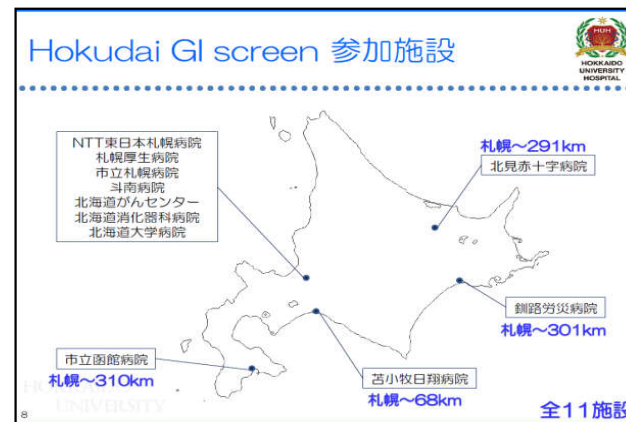 Hokudai GI screen 参加施設
HUH
HOKKAIDO
UNIVERSITY
HOSPITAL
NTT東日本札幌病院
札幌厚生病院
市立札幌病院
斗南病院
北海道がんセンター
北海道消化器科病院
北海道大学病院
札幌～291km
北見赤十字病院
釧路労災病院
札幌～301km
市立函館病院
札幌～310km
苫小牧日翔病院
札幌～68km
UNIVERSITY
8
全11施設